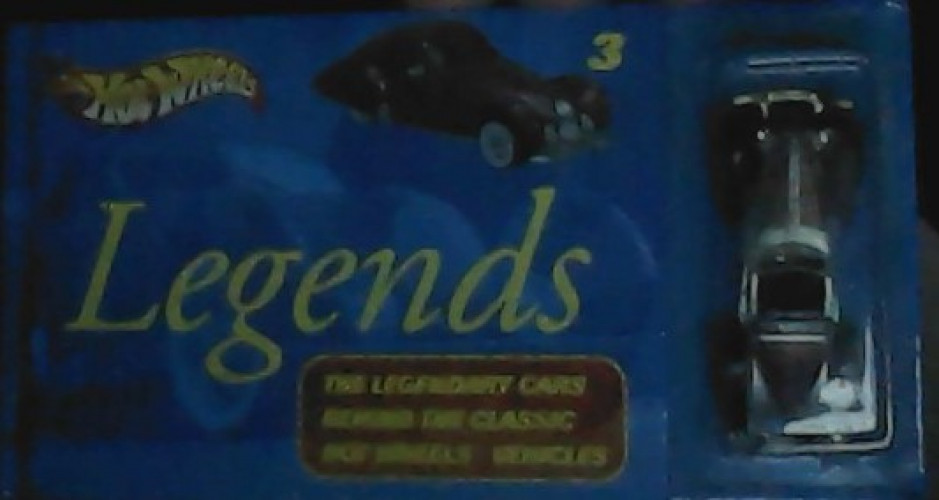 HOT WHEELS
3
Legends
THE LEGENDARY CARS
BEHIND THE CLASSIC
HOT WHEELS VEHICLES